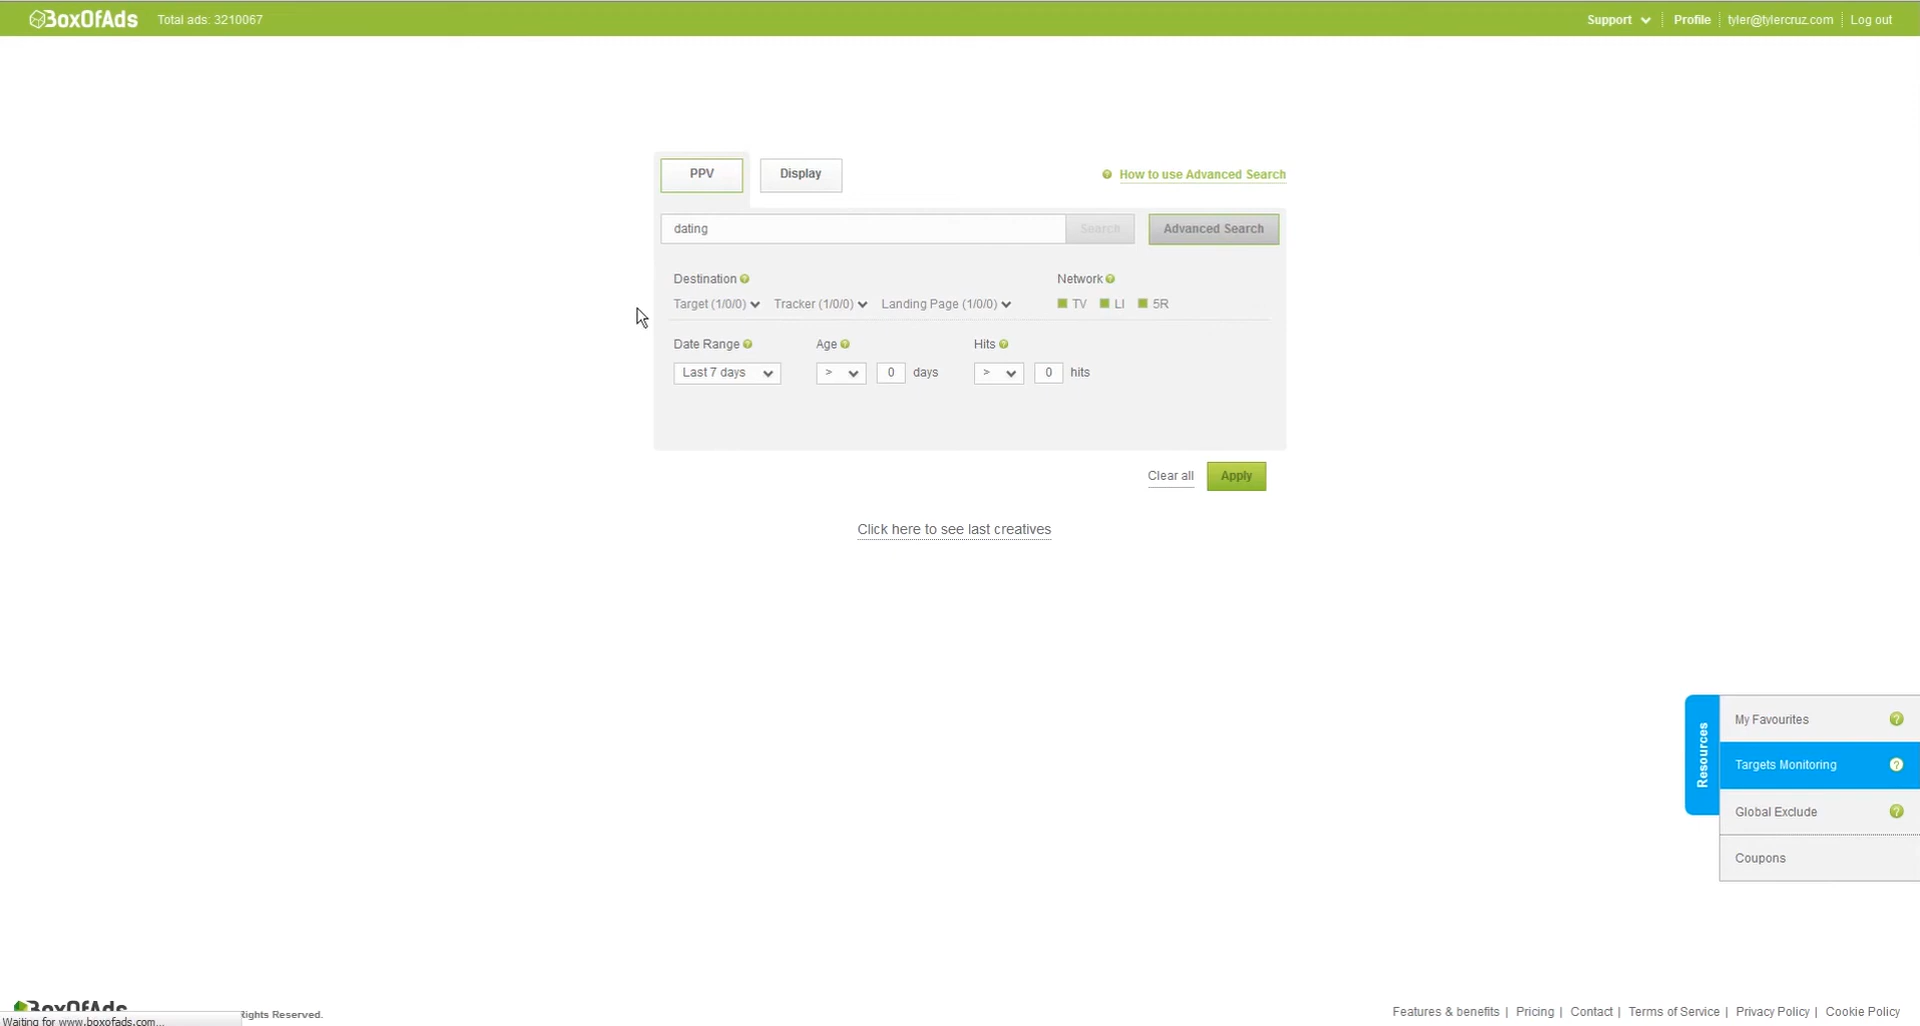 BoxOfAds Total ads: 3210067 Support Profile tyler@tylercruz.com Log out
PPV Display ? How to use Advanced Search
dating Search Advanced Search
Destination ? Network ?
Target (1/0/0) Tracker (1/0/0) Landing Page (1/0/0) TV LI 5R
Date Range ? Age ? Hits ?
Last 7 days > 0 days > 0 hits
Clear all Apply
Click here to see last creatives
Resources
My Favourites ?
Targets Monitoring ?
Global Exclude ?
Coupons
BoxOfAds Rights Reserved. Features & benefits | Pricing | Contact | Terms of Service | Privacy Policy | Cookie Policy
Waiting for www.boxofads.com...